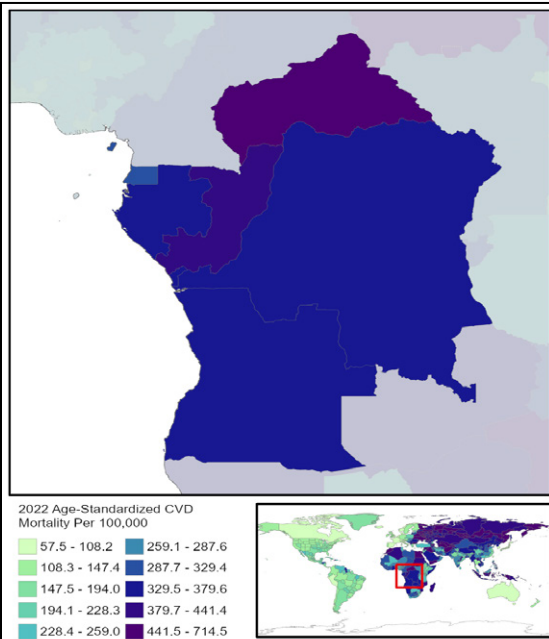 2022 Age-Standardized CVD
Mortality Per 100,000
57.5 - 108.2
108.3 - 147.4
147.5 - 194.0
194.1 - 228.3
228.4 - 259.0
259.1 - 287.6
287.7 - 329.4
329.5 - 379.6
379.7 - 441.4
441.5 - 714.5